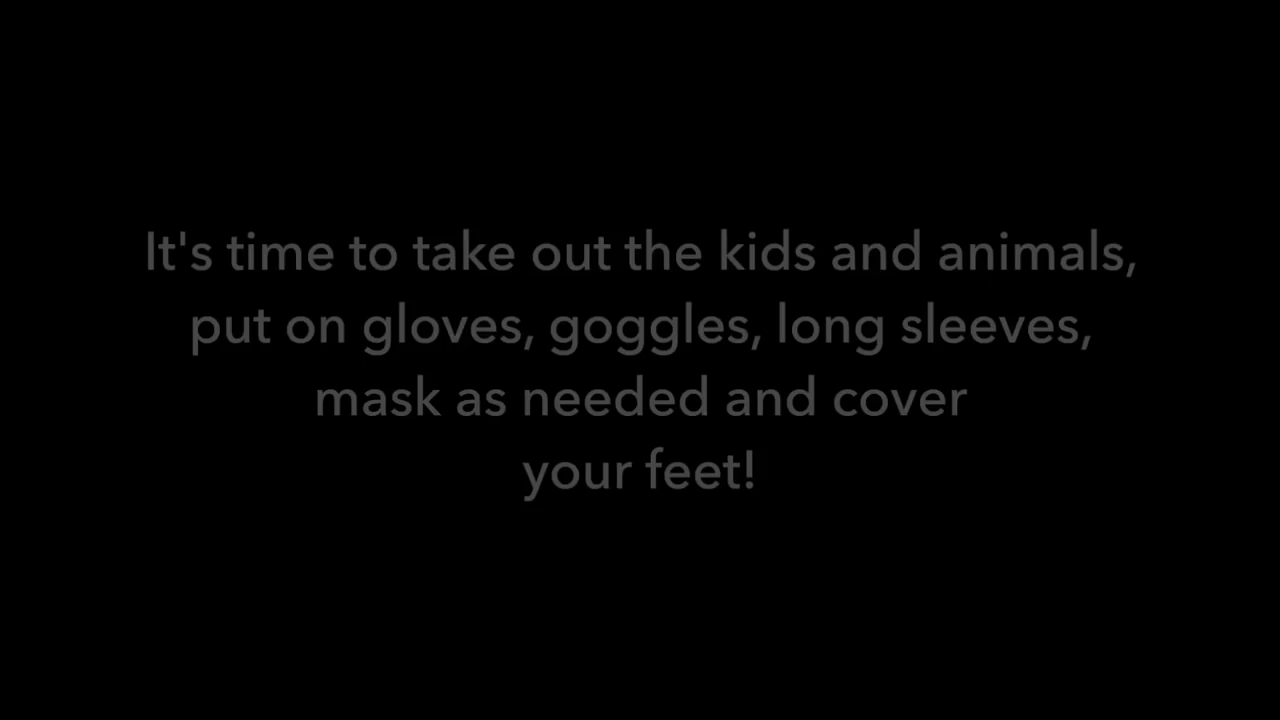 It's time to take out the kids and animals,
put on gloves, goggles, long sleeves,
mask as needed and cover
your feet!